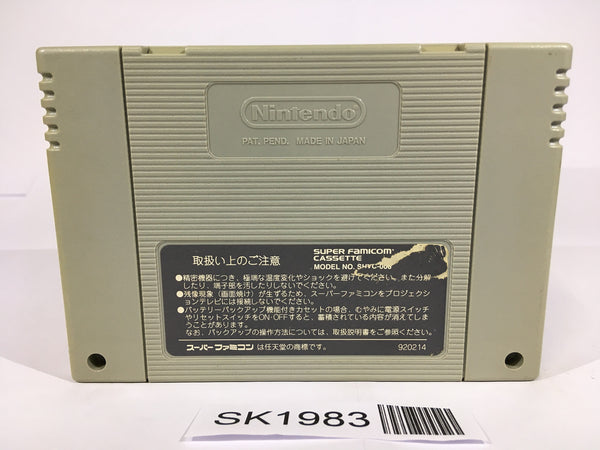 Nintendo
PAT. PEND. MADE IN JAPAN
取扱い上のご注意
SUPER FAMICOM
CASSETTE
MODEL NO. SHVC-006
●精密機器につき、極端な温度変化やショックを避けてください。また分解
したり、端子部を汚したりしないでください。
●残像現象（画面焼け）が生ずるため、スーパーファミコンをプロジェクシ
ョンテレビには接続しないでください。
●バッテリーバックアップ機能付きカセットの場合、むやみに電源スイッチ
やリセットスイッチをON・OFFすると、蓄積されている内容が消えてしま
うことがあります。
なお、バックアップの操作方法については、取扱説明書をご参照ください。
スーパーファミコン は任天堂の商標です。
920214
SK1983